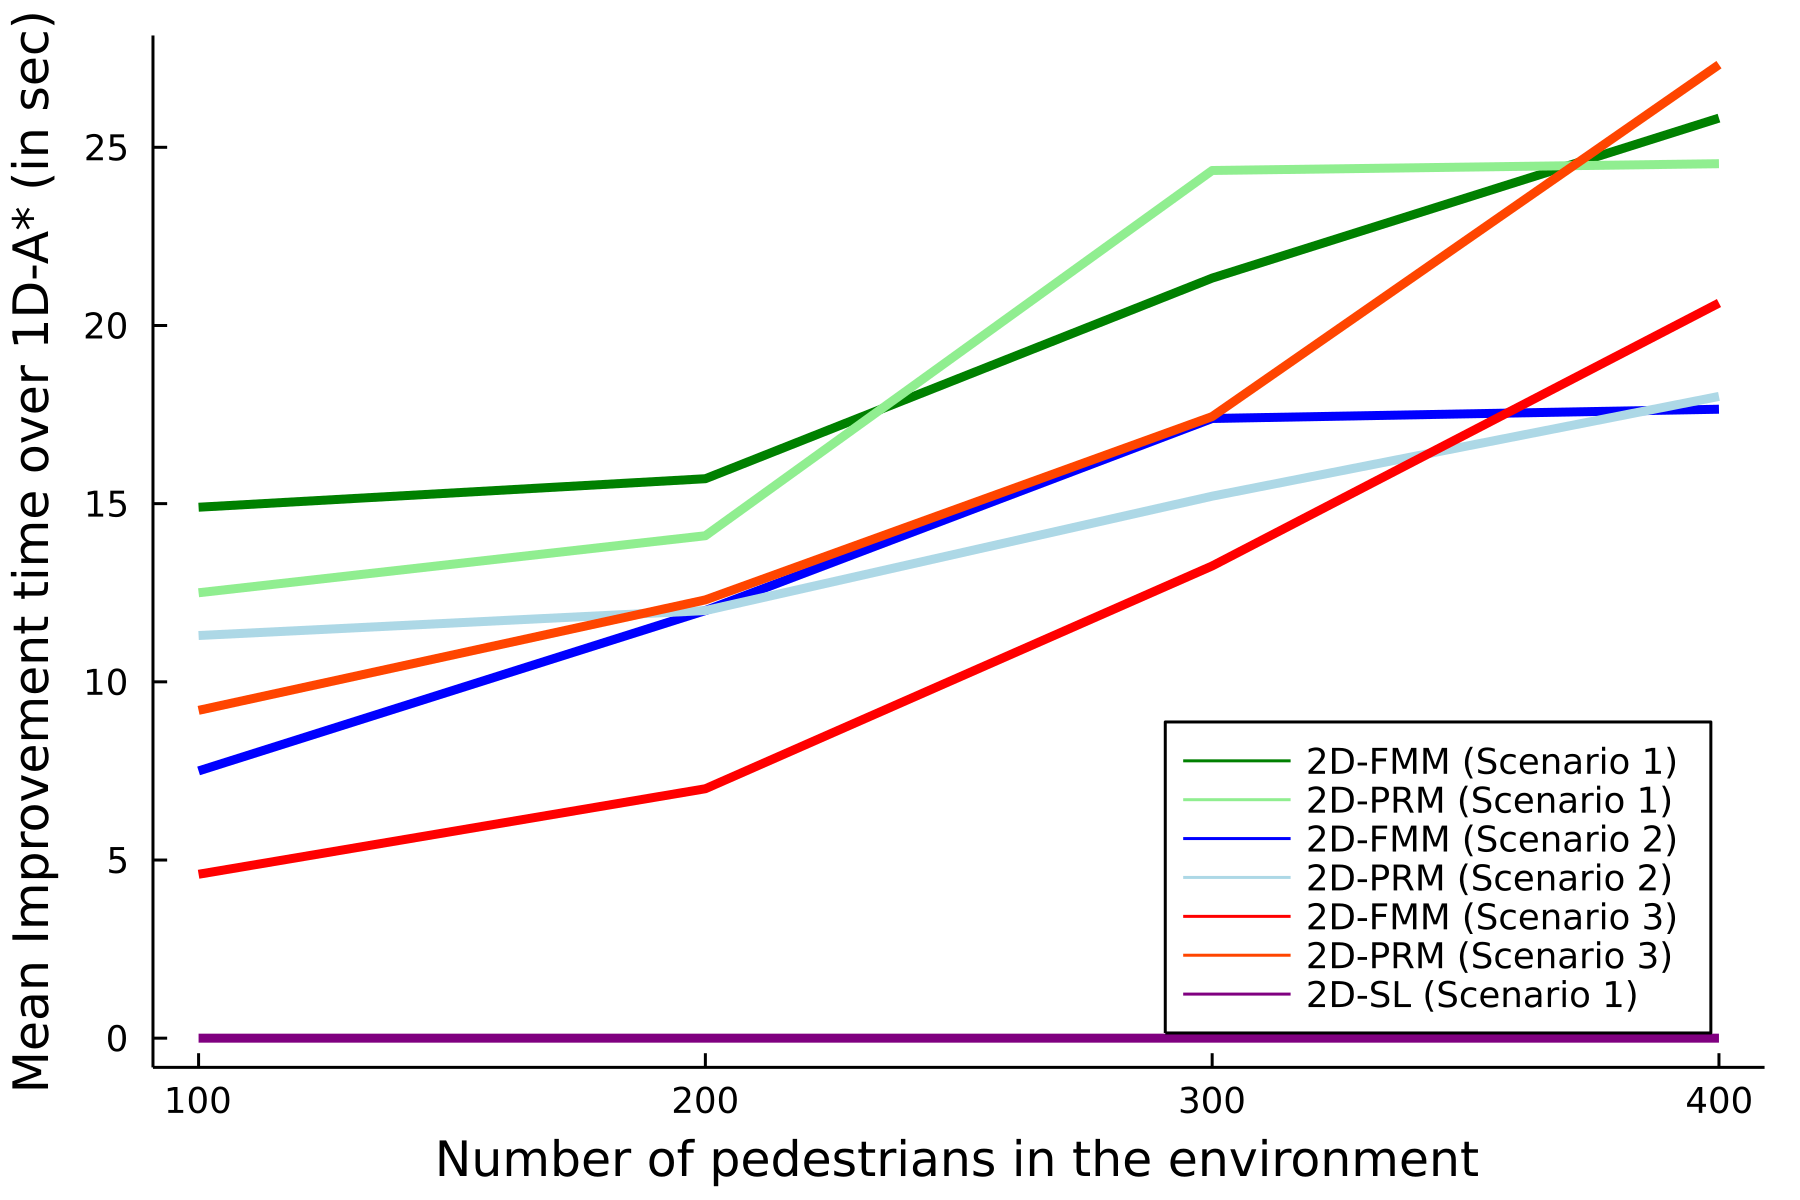 Mean Improvement time over 1D-A* (in sec)
25
20
15
10
5
0
100
200
300
400
Number of pedestrians in the environment
2D-FMM (Scenario 1)
2D-PRM (Scenario 1)
2D-FMM (Scenario 2)
2D-PRM (Scenario 2)
2D-FMM (Scenario 3)
2D-PRM (Scenario 3)
2D-SL (Scenario 1)